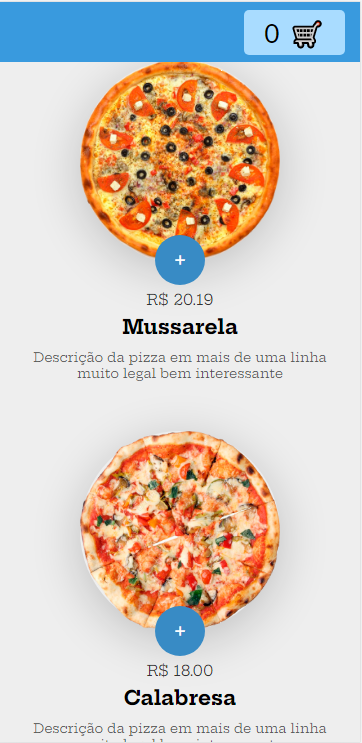 0
+
R$ 20.19
Mussarela
Descrição da pizza em mais de uma linha
muito legal bem interessante
+
R$ 18.00
Calabresa
Descrição da pizza em mais de uma linha